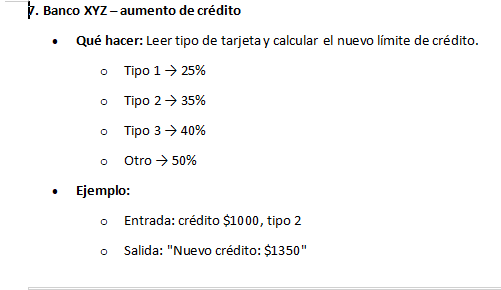 7. Banco XYZ – aumento de crédito
• Qué hacer: Leer tipo de tarjeta y calcular el nuevo límite de crédito.
o Tipo 1 → 25%
o Tipo 2 → 35%
o Tipo 3 → 40%
o Otro → 50%
• Ejemplo:
o Entrada: crédito $1000, tipo 2
o Salida: "Nuevo crédito: $1350"